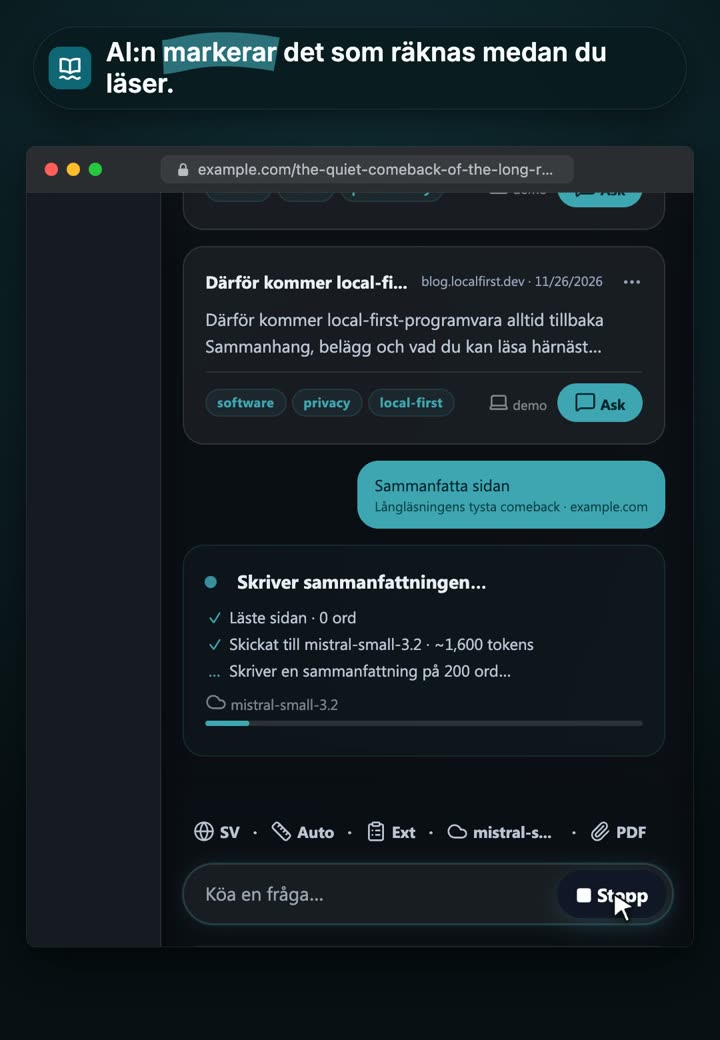 AI:n markerar det som räknas medan du
läser.
example.com/the-quiet-comeback-of-the-long-r...
demo
Ask
Därför kommer local-fi... blog.localfirst.dev · 11/26/2026
Därför kommer local-first-programvara alltid tillbaka
Sammanhang, belägg och vad du kan läsa härnäst...
software privacy local-first demo Ask
Sammanfatta sidan
Långläsningens tysta comeback · example.com
Skriver sammanfattningen...
✓ Läste sidan · 0 ord
✓ Skickat till mistral-small-3.2 · ~1,600 tokens
... Skriver en sammanfattning på 200 ord...
mistral-small-3.2
SV · Auto · Ext · mistral-s... · PDF
Köa en fråga... Stopp